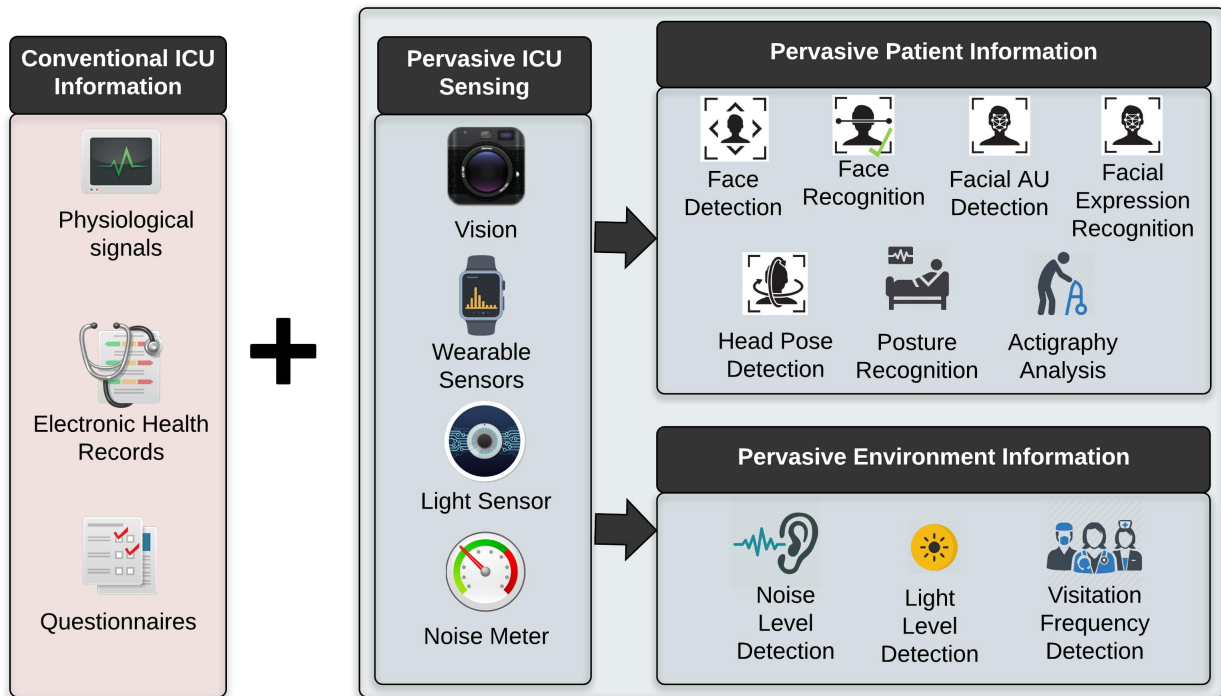 Conventional ICU
Information
Physiological
signals
Electronic Health
Records
Questionnaires
Pervasive ICU
Sensing
Vision
Wearable
Sensors
Light Sensor
Noise Meter
Pervasive Patient Information
Face
Detection
Face
Recognition
Facial AU
Detection
Facial
Expression
Recognition
Head Pose
Detection
Posture
Recognition
Actigraphy
Analysis
Pervasive Environment Information
Noise
Level
Detection
Light
Level
Detection
Visitation
Frequency
Detection